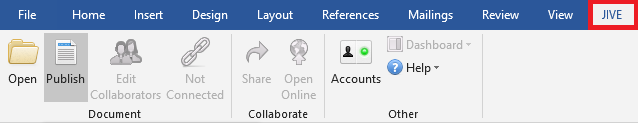 File Home Insert Design Layout References Mailings Review View JIVE
Open Publish Edit Collaborators Not Connected Share Open Online Accounts Dashboard Help
Document Collaborate Other